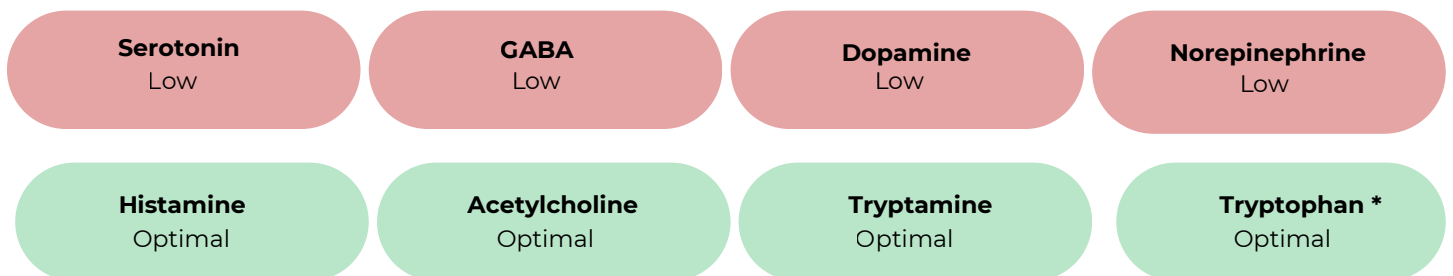 Serotonin
Low
GABA
Low
Dopamine
Low
Norepinephrine
Low
Histamine
Optimal
Acetylcholine
Optimal
Tryptamine
Optimal
Tryptophan *
Optimal